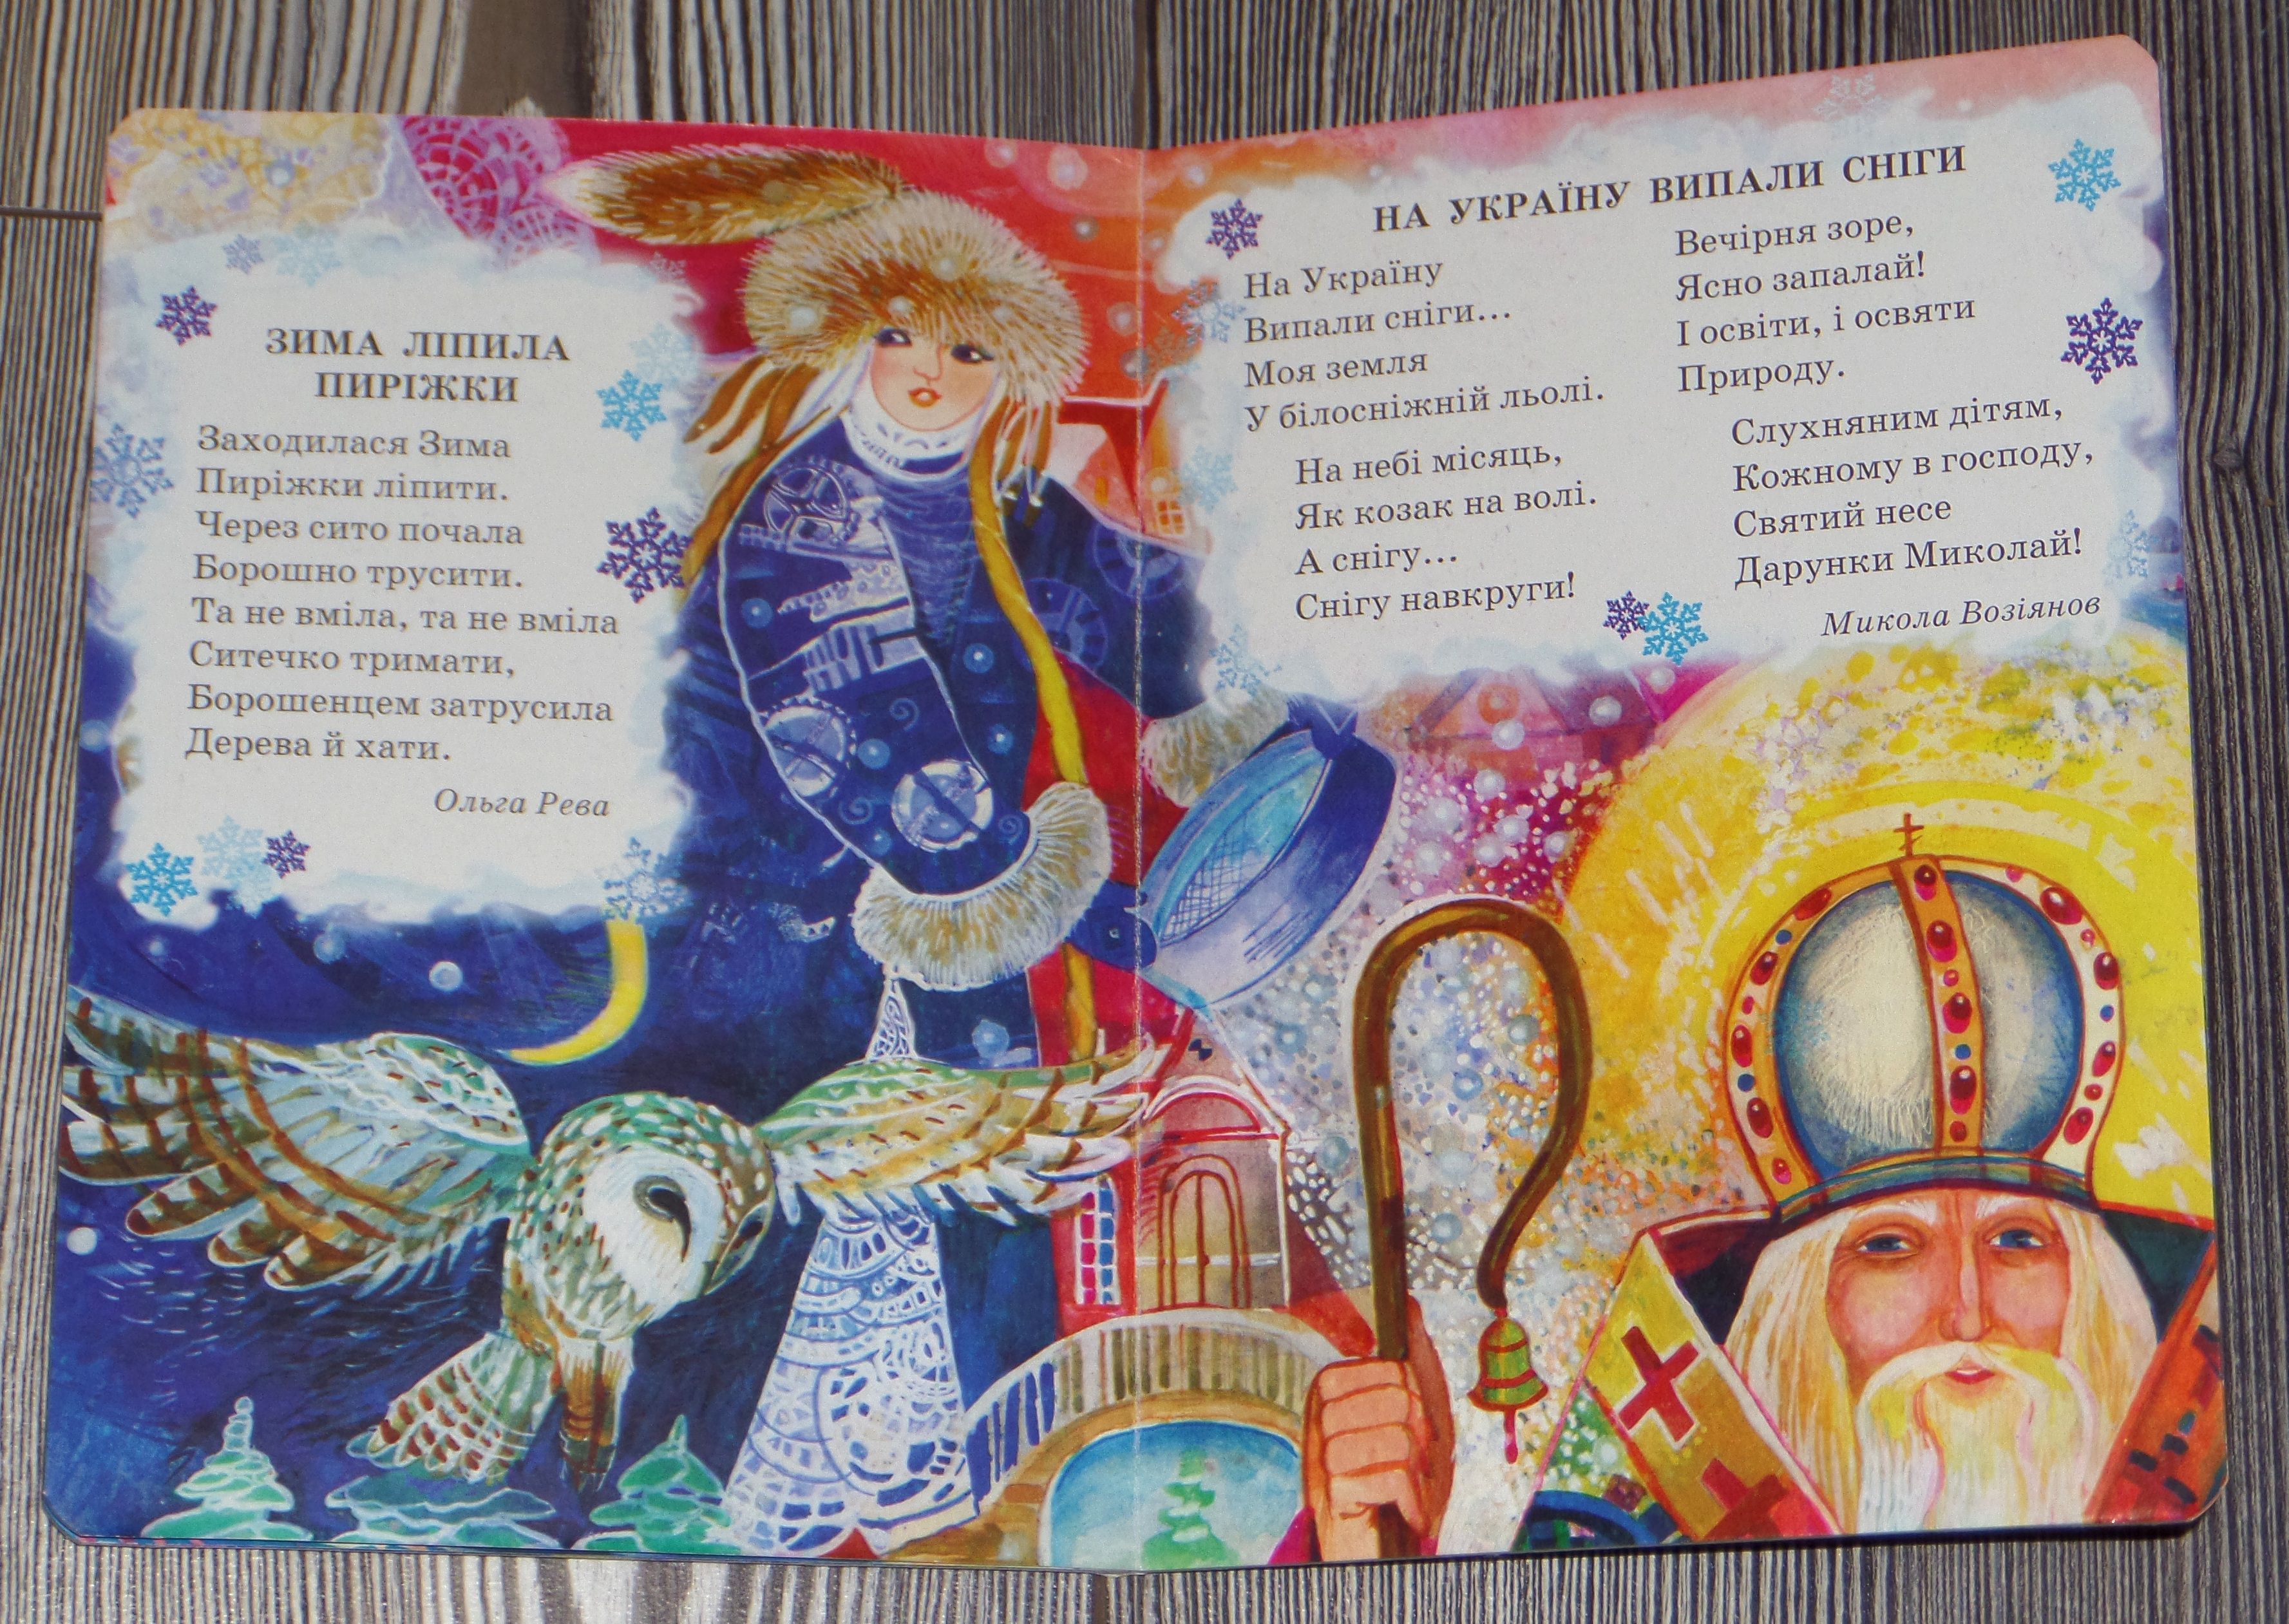 ЗИМА ЛІПИЛА
ПИРІЖКИ
Заходилася Зима
Пиріжки ліпити.
Через сито почала
Борошно трусити.
Та не вміла, та не вміла
Ситечко тримати,
Борошенцем затрусила
Дерева й хати.
Ольга Рева
НА УКРАЇНУ ВИПАЛИ СНІГИ
На Україну
Випали сніги...
Моя земля
У білосніжній льолі.
На небі місяць,
Як козак на волі.
А снігу...
Снігу навкруги!
Вечірня зоре,
Ясно запалай!
І освіти, і освяти
Природу.
Слухняним дітям,
Кожному в господу,
Святий несе
Дарунки Миколай!
Микола Возіянов